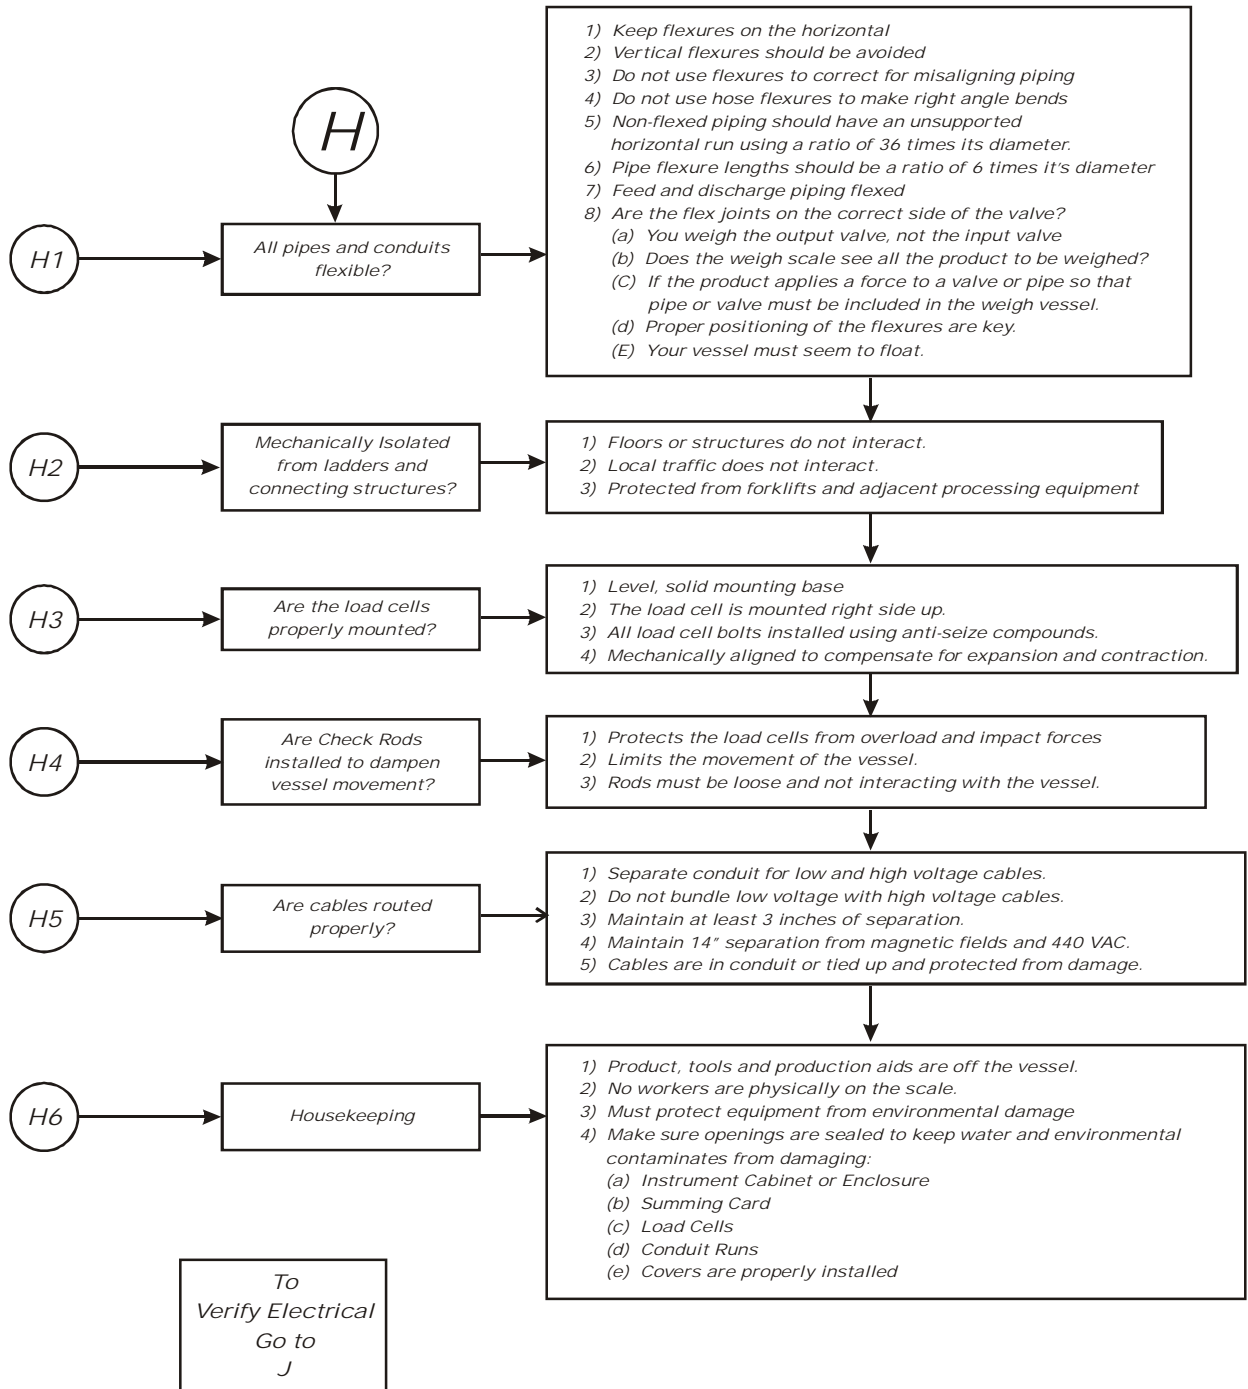 H
H1
All pipes and conduits
flexible?
1) Keep flexures on the horizontal
2) Vertical flexures should be avoided
3) Do not use flexures to correct for misaligning piping
4) Do not use hose flexures to make right angle bends
5) Non-flexed piping should have an unsupported
horizontal run using a ratio of 36 times its diameter.
6) Pipe flexure lengths should be a ratio of 6 times it's diameter
7) Feed and discharge piping flexed
8) Are the flex joints on the correct side of the valve?
(a) You weigh the output valve, not the input valve
(b) Does the weigh scale see all the product to be weighed?
(C) If the product applies a force to a valve or pipe so that
pipe or valve must be included in the weigh vessel.
(d) Proper positioning of the flexures are key.
(E) Your vessel must seem to float.
H2
Mechanically Isolated
from ladders and
connecting structures?
1) Floors or structures do not interact.
2) Local traffic does not interact.
3) Protected from forklifts and adjacent processing equipment
H3
Are the load cells
properly mounted?
1) Level, solid mounting base
2) The load cell is mounted right side up.
3) All load cell bolts installed using anti-seize compounds.
4) Mechanically aligned to compensate for expansion and contraction.
H4
Are Check Rods
installed to dampen
vessel movement?
1) Protects the load cells from overload and impact forces
2) Limits the movement of the vessel.
3) Rods must be loose and not interacting with the vessel.
H5
Are cables routed
properly?
1) Separate conduit for low and high voltage cables.
2) Do not bundle low voltage with high voltage cables.
3) Maintain at least 3 inches of separation.
4) Maintain 14" separation from magnetic fields and 440 VAC.
5) Cables are in conduit or tied up and protected from damage.
H6
Housekeeping
1) Product, tools and production aids are off the vessel.
2) No workers are physically on the scale.
3) Must protect equipment from environmental damage
4) Make sure openings are sealed to keep water and environmental
contaminates from damaging:
(a) Instrument Cabinet or Enclosure
(b) Summing Card
(c) Load Cells
(d) Conduit Runs
(e) Covers are properly installed
To
Verify Electrical
Go to
J